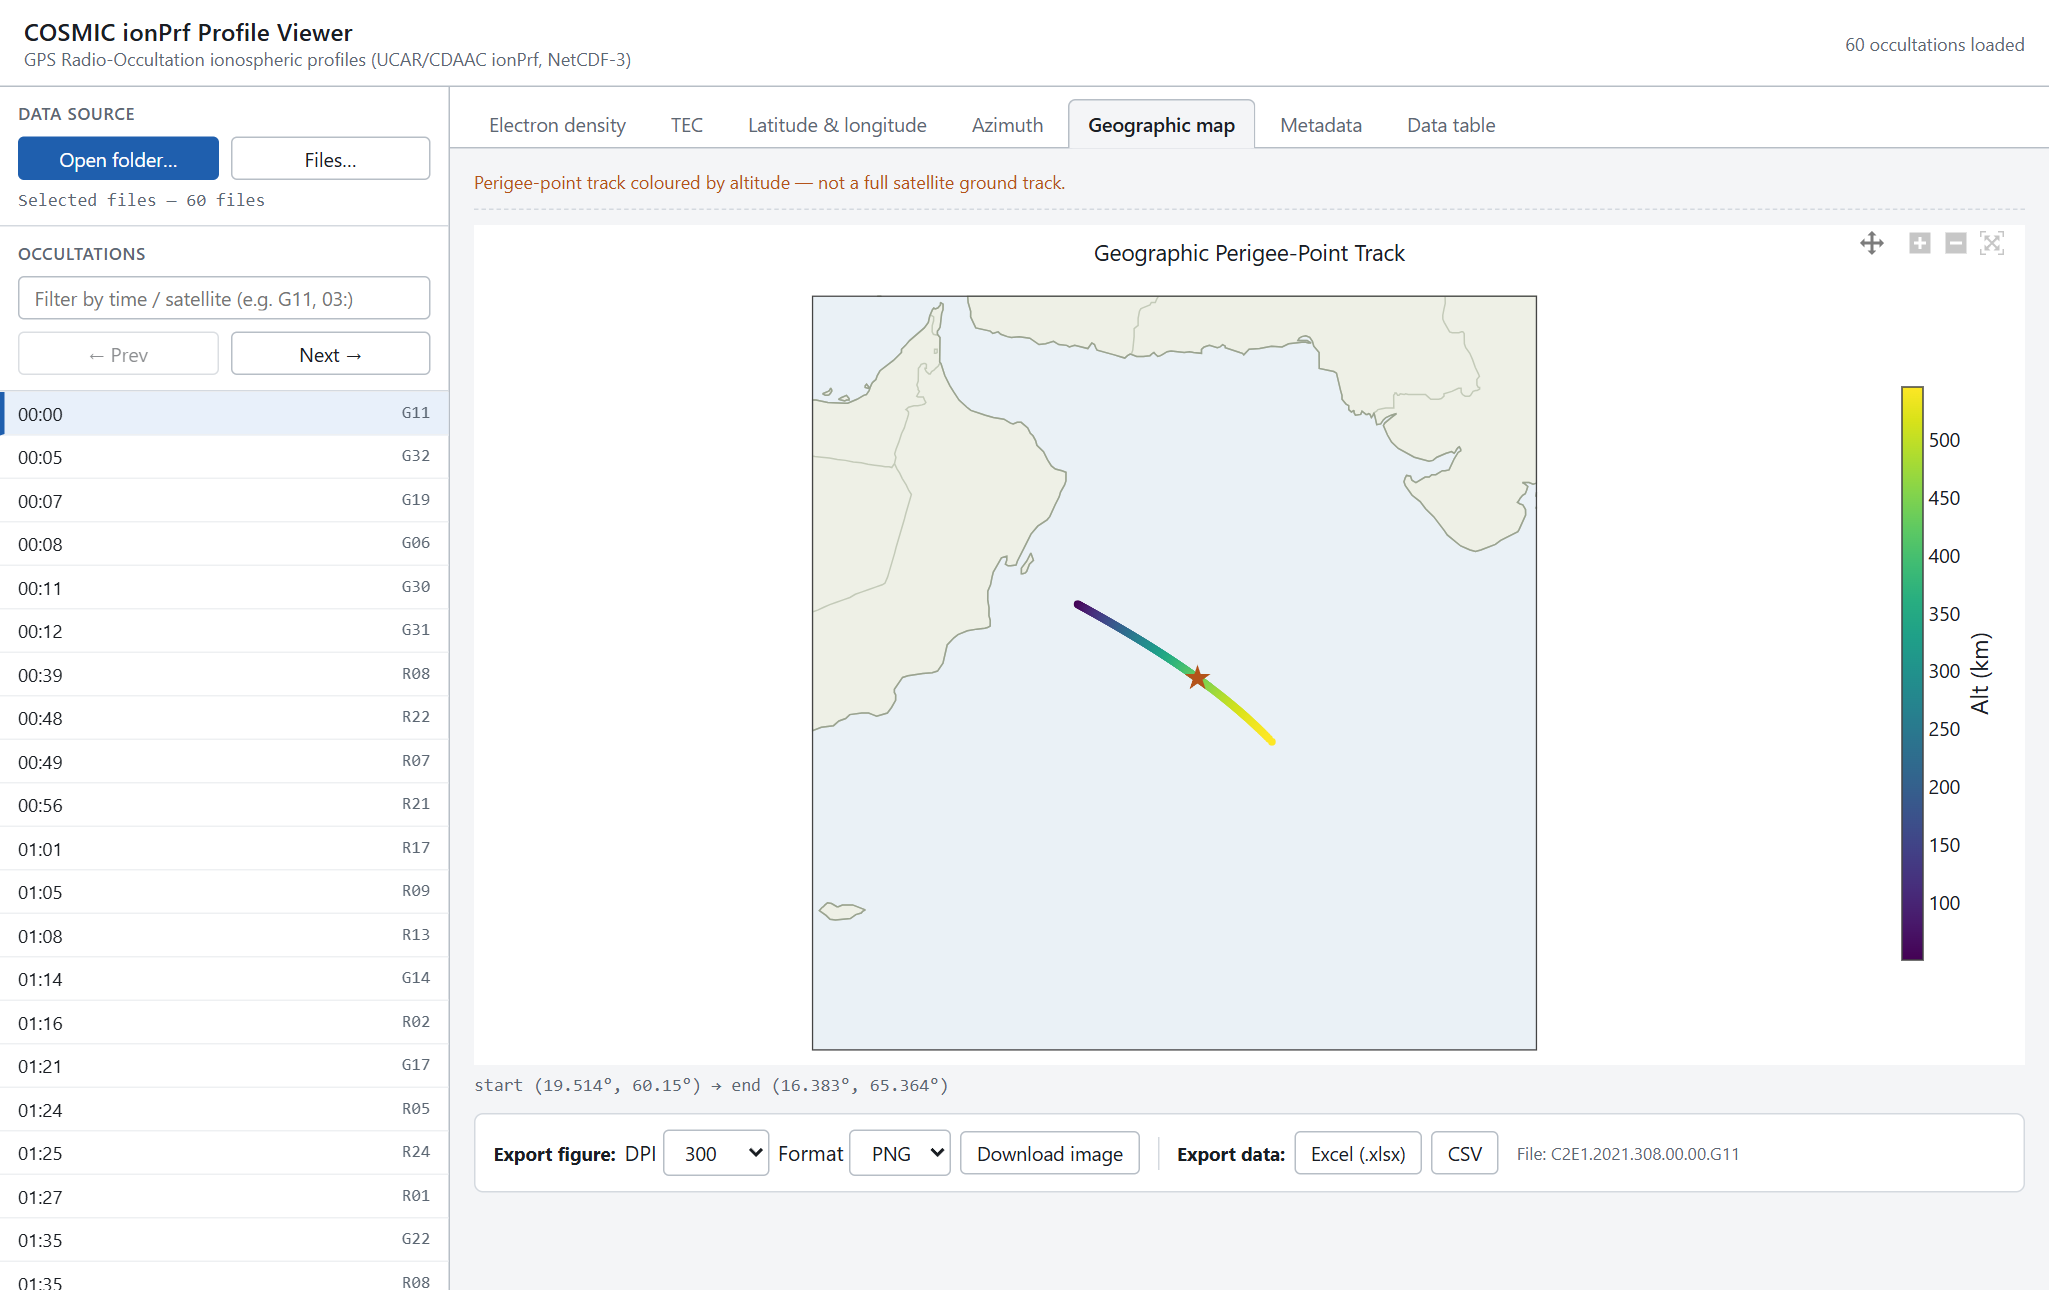 COSMIC ionPrf Profile Viewer
GPS Radio-Occultation ionospheric profiles (UCAR/CDAAC ionPrf, NetCDF-3)
60 occultations loaded
DATA SOURCE
Open folder...
Files...
Selected files — 60 files
OCCULTATIONS
Filter by time / satellite (e.g. G11, 03:)
← Prev
Next →
00:00 G11
00:05 G32
00:07 G19
00:08 G06
00:11 G30
00:12 G31
00:39 R08
00:48 R22
00:49 R07
00:56 R21
01:01 R17
01:05 R09
01:08 R13
01:14 G14
01:16 R02
01:21 G17
01:24 R05
01:25 R24
01:27 R01
01:35 G22
01:35 R08
Electron density
TEC
Latitude & longitude
Azimuth
Geographic map
Metadata
Data table
Perigee-point track coloured by altitude — not a full satellite ground track.
Geographic Perigee-Point Track
500
450
400
350
300
250
200
150
100
Alt (km)
start (19.514°, 60.15°) → end (16.383°, 65.364°)
Export figure: DPI 300 Format PNG Download image Export data: Excel (.xlsx) CSV File: C2E1.2021.308.00.00.G11